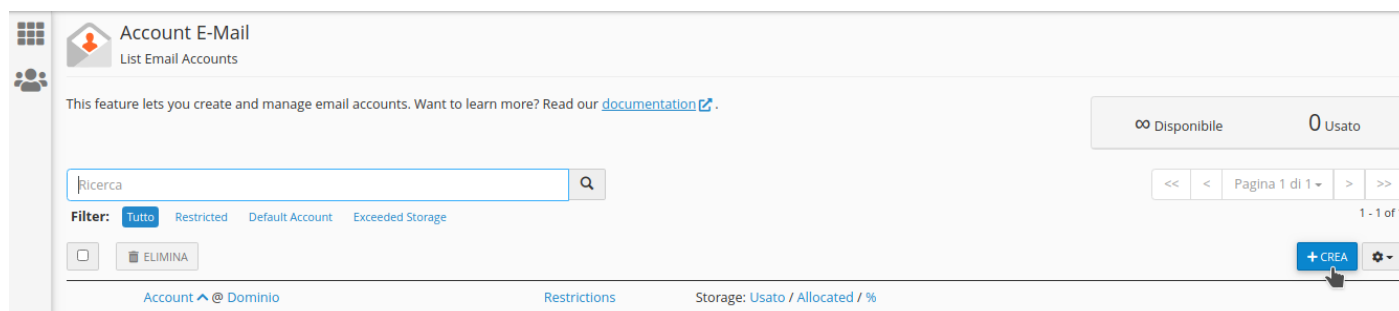 Account E-Mail
List Email Accounts
This feature lets you create and manage email accounts. Want to learn more? Read our documentation .
∞ Disponibile 0 Usato
Ricerca
<< < Pagina 1 di 1 > >>
Filter: Tutto Restricted Default Account Exceeded Storage
1 - 1 of
ELIMINA
+ CREA
Account @ Dominio Restrictions Storage: Usato / Allocated / %